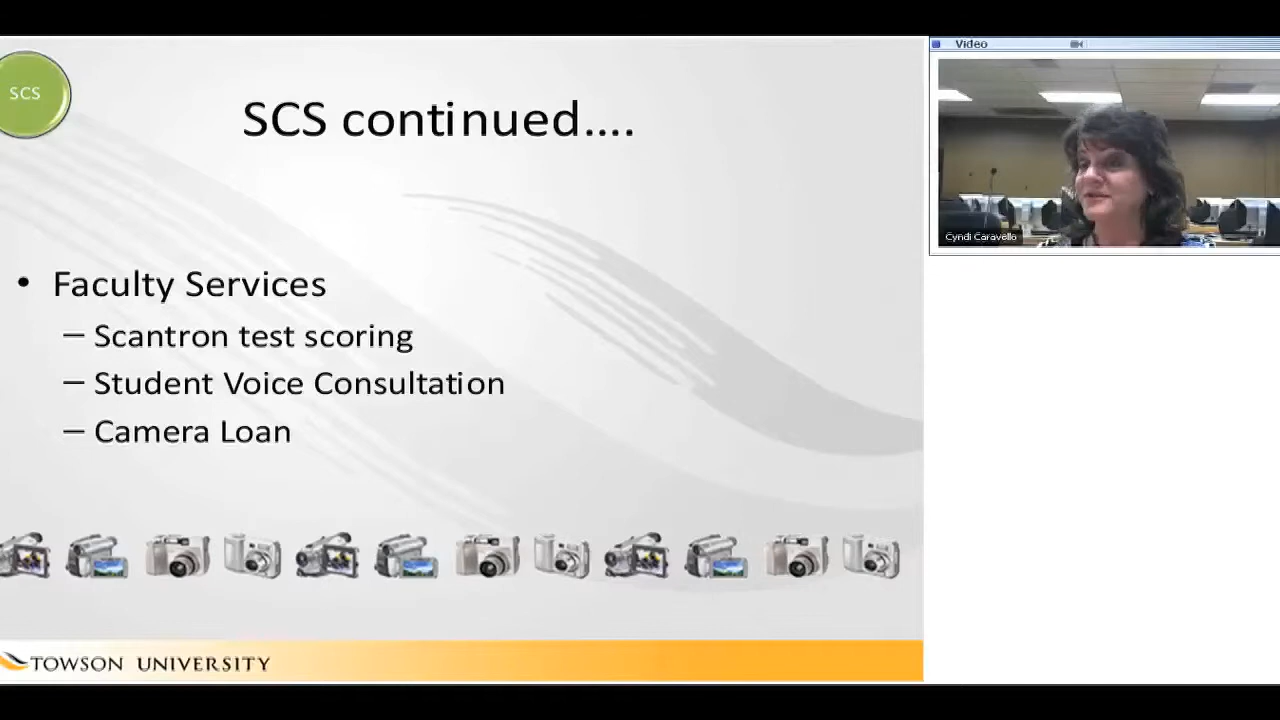 SCS
SCS continued....
• Faculty Services
– Scantron test scoring
– Student Voice Consultation
– Camera Loan
TOWSON UNIVERSITY
Video
Cyndi Caravello